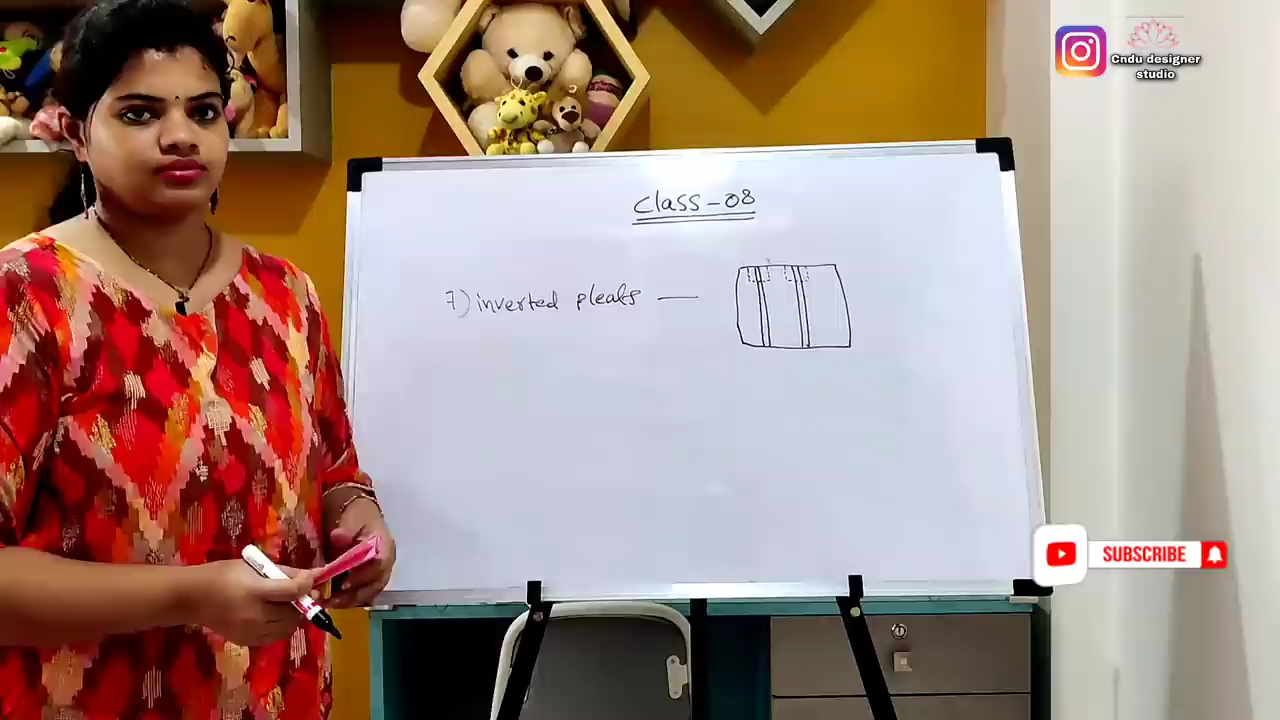 Cndu designer
studio
Class-08
7) inverted pleats —
SUBSCRIBE